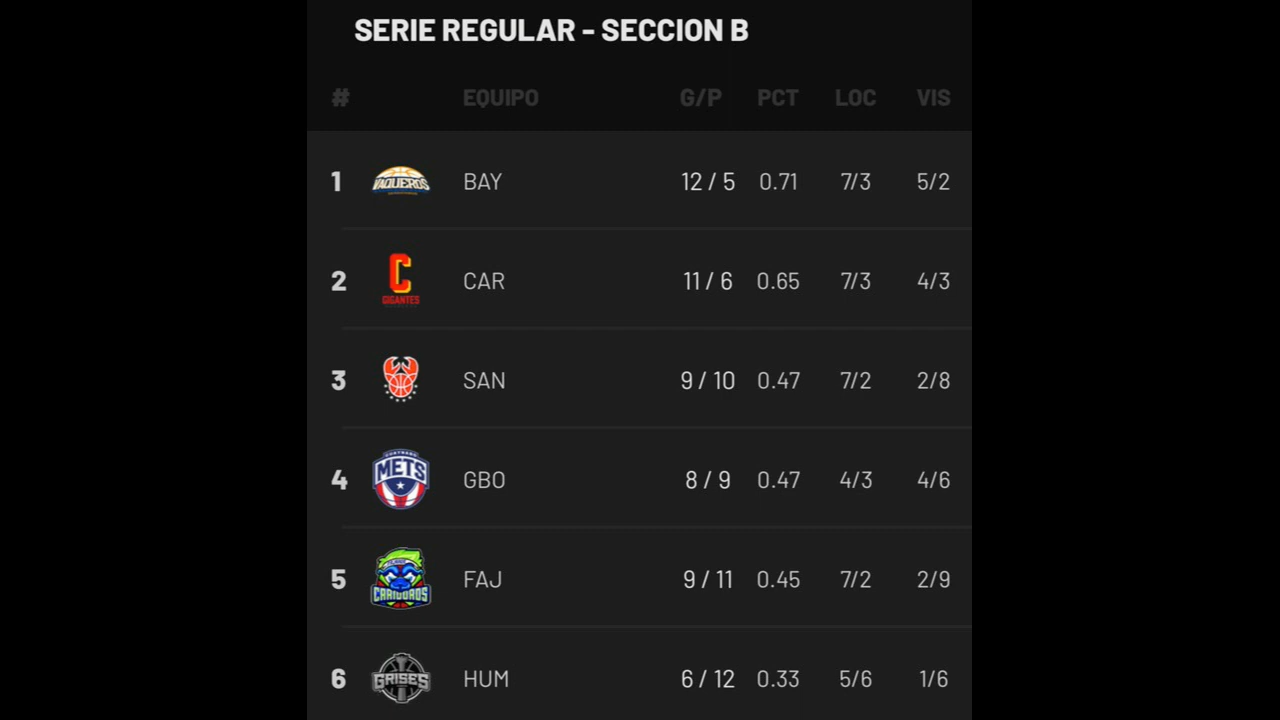 SERIE REGULAR - SECCION B
# EQUIPO G/P PCT LOC VIS
1 VAQUEROS BAY 12 / 5 0.71 7/3 5/2
2 C GIGANTES CAR 11 / 6 0.65 7/3 4/3
3 SAN 9 / 10 0.47 7/2 2/8
4 METS GBO 8 / 9 0.47 4/3 4/6
5 CARIDUROS FAJ 9 / 11 0.45 7/2 2/9
6 GRISES HUM 6 / 12 0.33 5/6 1/6